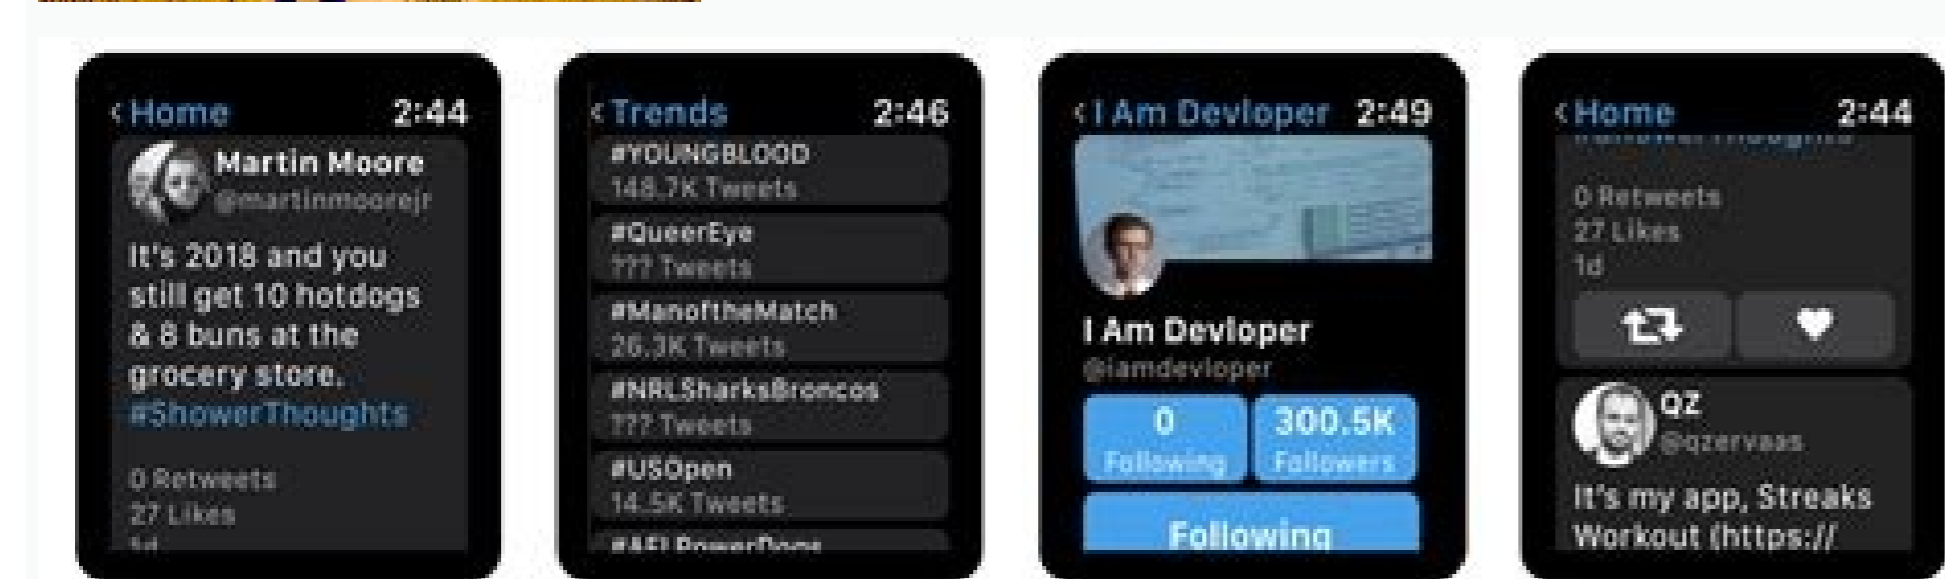 Home 2:44
Martin Moore
@martinmoorejr
It's 2018 and you
still get 10 hotdogs
& 8 buns at the
grocery store.
#ShowerThoughts
0 Retweets
27 Likes
1d
Trends 2:46
#YOUNGBLOOD
148.7K Tweets
#QueerEye
??? Tweets
#ManoftheMatch
26.3K Tweets
#NRLSharksBroncos
??? Tweets
#USOpen
14.5K Tweets
#AFLPowerDogs
I Am Devloper 2:49
I Am Devloper
@iamdevloper
0 300.5K
Following Followers
Following
Home 2:44
#ShowerThoughts
0 Retweets
27 Likes
1d
QZ
@qzervaas
It's my app, Streaks
Workout (https://